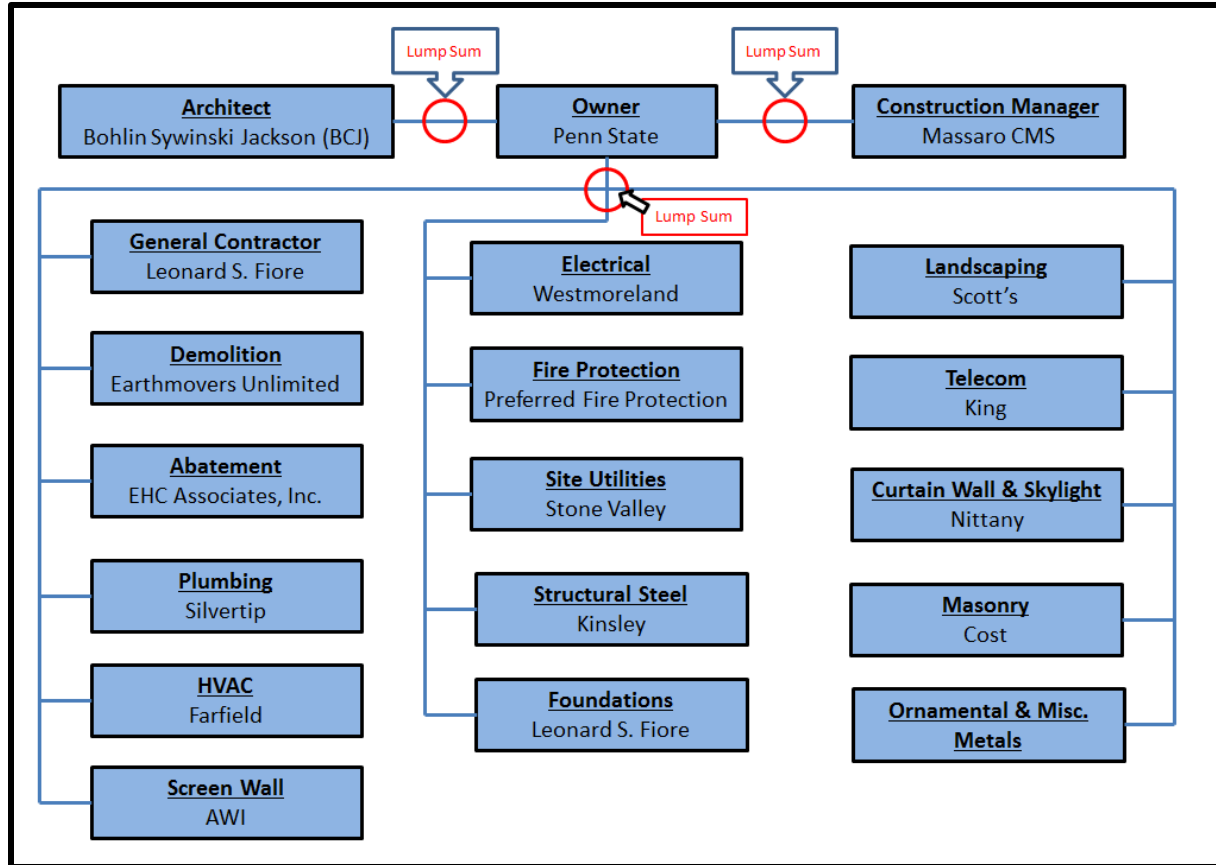 Lump Sum
Lump Sum
Architect
Bohlin Sywinski Jackson (BCJ)
Owner
Penn State
Construction Manager
Massaro CMS
Lump Sum
General Contractor
Leonard S. Fiore
Demolition
Earthmovers Unlimited
Abatement
EHC Associates, Inc.
Plumbing
Silvertip
HVAC
Farfield
Screen Wall
AWI
Electrical
Westmoreland
Fire Protection
Preferred Fire Protection
Site Utilities
Stone Valley
Structural Steel
Kinsley
Foundations
Leonard S. Fiore
Landscaping
Scott’s
Telecom
King
Curtain Wall & Skylight
Nittany
Masonry
Cost
Ornamental & Misc.
Metals